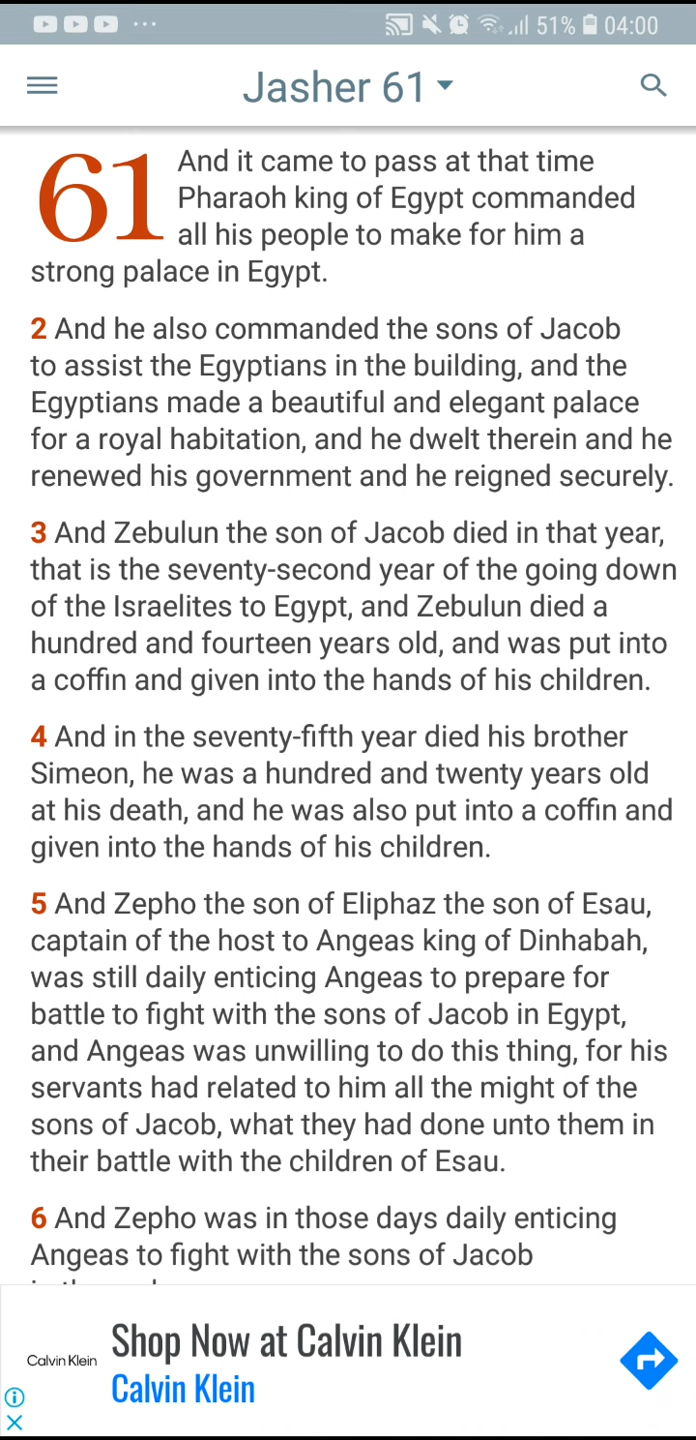 51% 04:00
Jasher 61
61 And it came to pass at that time
Pharaoh king of Egypt commanded
all his people to make for him a
strong palace in Egypt.
2 And he also commanded the sons of Jacob
to assist the Egyptians in the building, and the
Egyptians made a beautiful and elegant palace
for a royal habitation, and he dwelt therein and he
renewed his government and he reigned securely.
3 And Zebulun the son of Jacob died in that year,
that is the seventy-second year of the going down
of the Israelites to Egypt, and Zebulun died a
hundred and fourteen years old, and was put into
a coffin and given into the hands of his children.
4 And in the seventy-fifth year died his brother
Simeon, he was a hundred and twenty years old
at his death, and he was also put into a coffin and
given into the hands of his children.
5 And Zepho the son of Eliphaz the son of Esau,
captain of the host to Angeas king of Dinhabah,
was still daily enticing Angeas to prepare for
battle to fight with the sons of Jacob in Egypt,
and Angeas was unwilling to do this thing, for his
servants had related to him all the might of the
sons of Jacob, what they had done unto them in
their battle with the children of Esau.
6 And Zepho was in those days daily enticing
Angeas to fight with the sons of Jacob
Calvin Klein
Shop Now at Calvin Klein
Calvin Klein